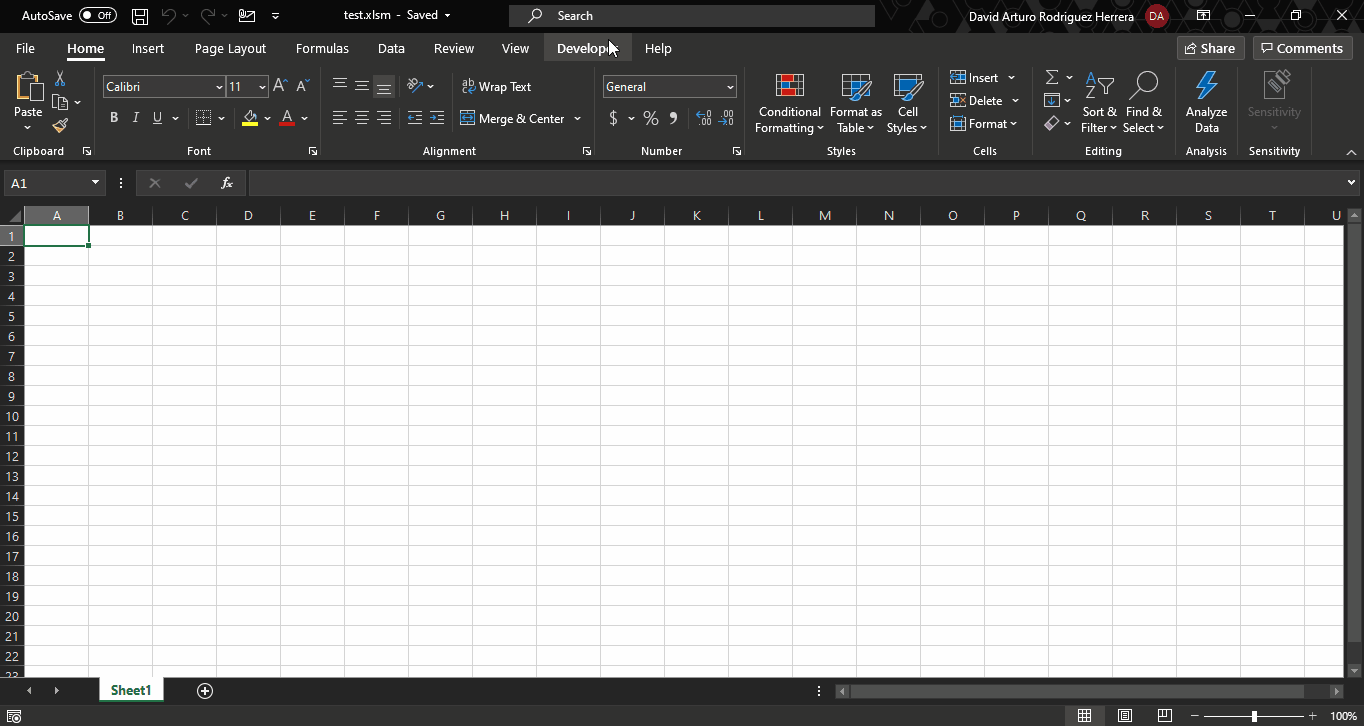 AutoSave Off test.xlsm - Saved Search David Arturo Rodriguez Herrera DA
File Home Insert Page Layout Formulas Data Review View Developer Help Share Comments
Paste Calibri 11 A A Wrap Text General Conditional Formatting Format as Table Cell Styles Insert Sort & Filter Find & Select Analyze Data Sensitivity
B I U A Merge & Center $ % 9 Delete
Format
Clipboard Font Alignment Number Styles Cells Editing Analysis Sensitivity
A1 fx
A B C D E F G H I J K L M N O P Q R S T U
1
2
3
4
5
6
7
8
9
10
11
12
13
14
15
16
17
18
19
20
21
22
23
Sheet1
100%